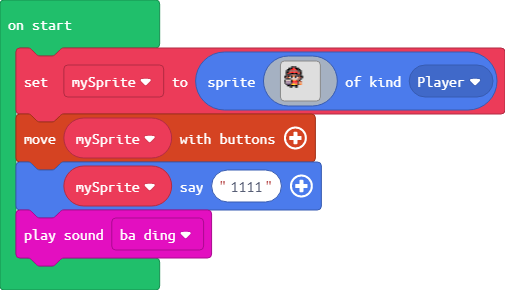 on start
set mySprite to sprite of kind Player
move mySprite with buttons
mySprite say "1111"
play sound ba ding